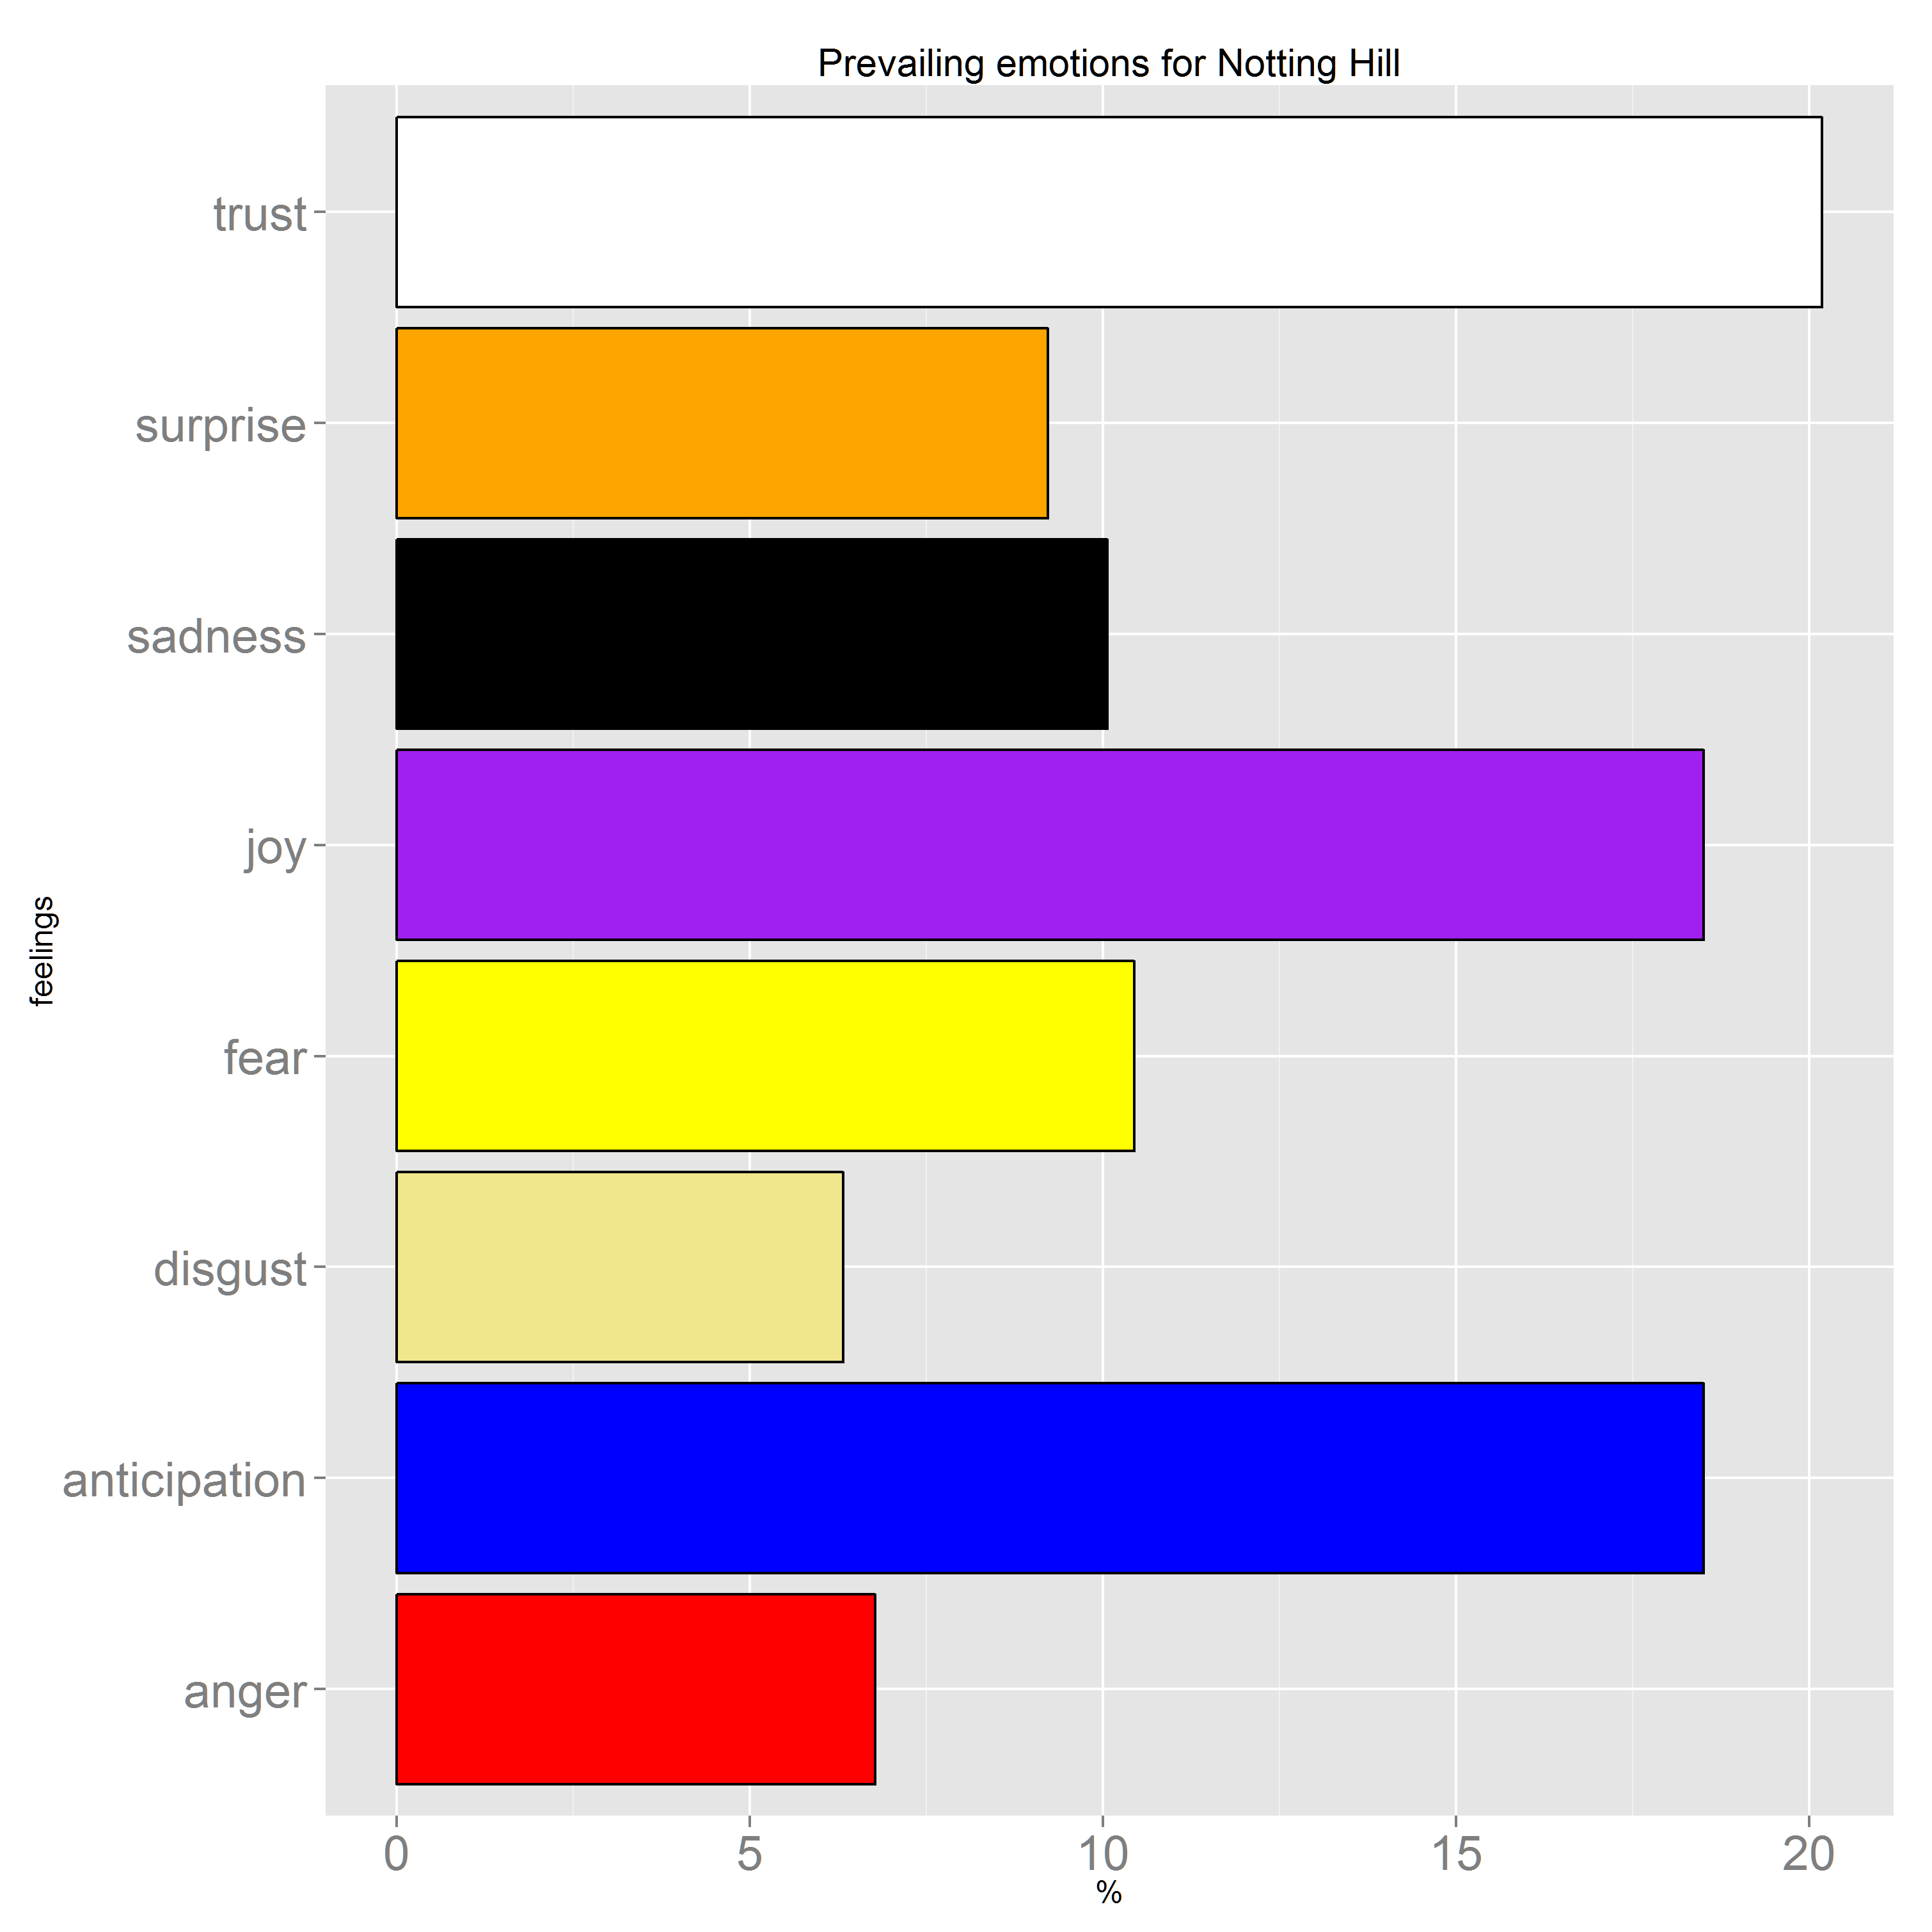 Prevailing emotions for Notting Hill
trust
surprise
sadness
joy
feelings
fear
disgust
anticipation
anger
0 5 10 15 20
%